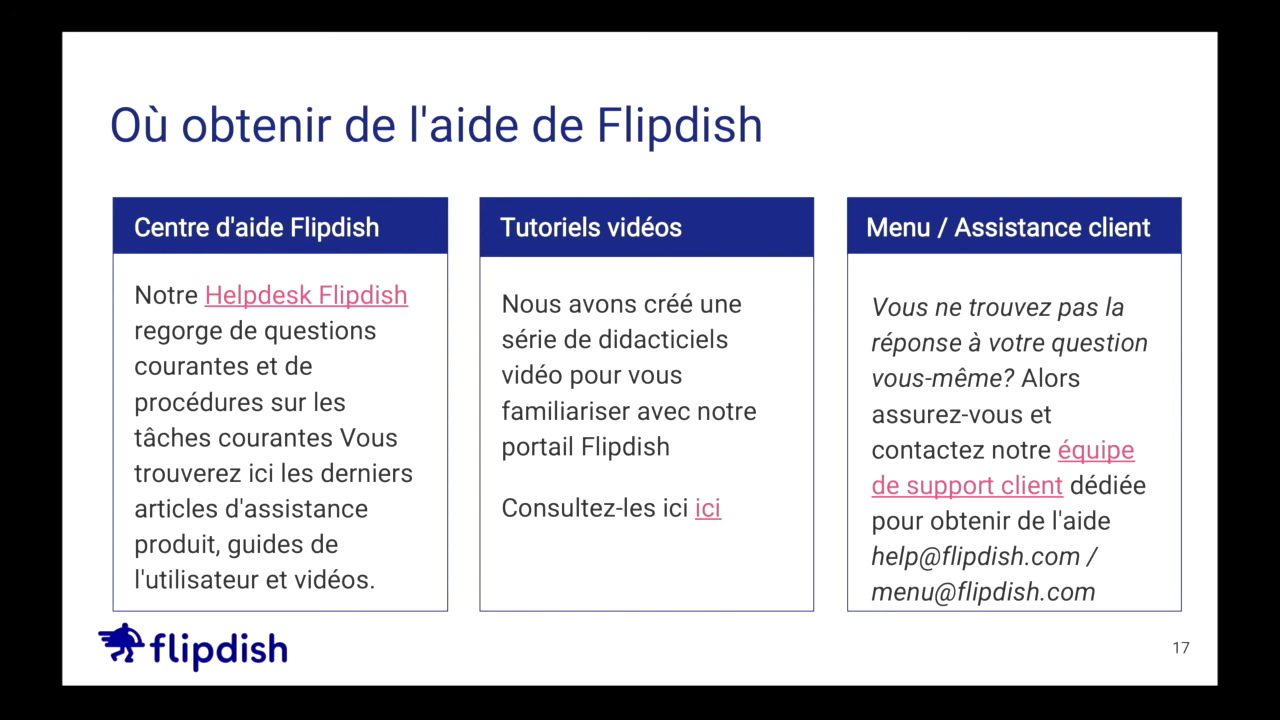 Où obtenir de l'aide de Flipdish
Centre d'aide Flipdish
Notre Helpdesk Flipdish
regorge de questions
courantes et de
procédures sur les
tâches courantes Vous
trouverez ici les derniers
articles d'assistance
produit, guides de
l'utilisateur et vidéos.
Tutoriels vidéos
Nous avons créé une
série de didacticiels
vidéo pour vous
familiariser avec notre
portail Flipdish
Consultez-les ici ici
Menu / Assistance client
Vous ne trouvez pas la
réponse à votre question
vous-même? Alors
assurez-vous et
contactez notre équipe
de support client dédiée
pour obtenir de l'aide
help@flipdish.com /
menu@flipdish.com
flipdish
17